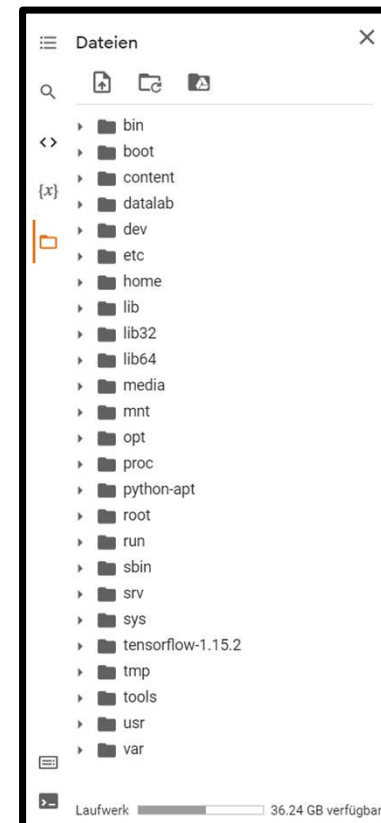 Dateien
bin
<>
boot
content
{x}
datalab
dev
etc
home
lib
lib32
lib64
media
mnt
opt
proc
python-apt
root
run
sbin
srv
sys
tensorflow-1.15.2
tmp
tools
usr
var
Laufwerk 36.24 GB verfügbar